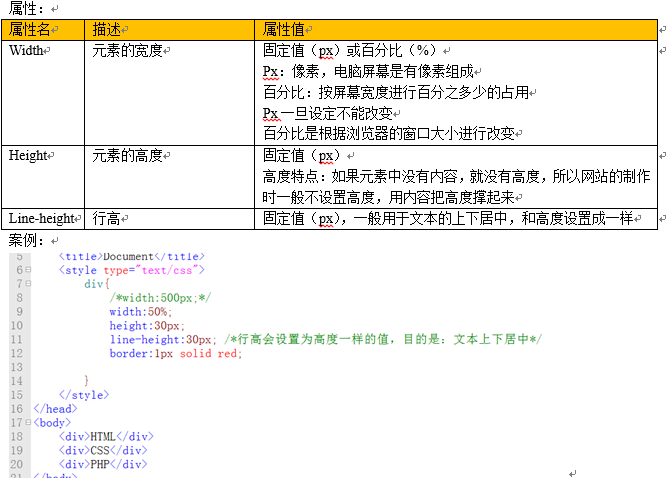 属性：
属性名 描述 属性值
Width 元素的宽度 固定值（px）或百分比（%）
Px：像素，电脑屏幕是有像素组成
百分比：按屏幕宽度进行百分之多少的占用
Px 一旦设定不能改变
百分比是根据浏览器的窗口大小进行改变
Height 元素的高度 固定值（px）
高度特点：如果元素中没有内容，就没有高度，所以网站的制作
时一般不设置高度，用内容把高度撑起来
Line-height 行高 固定值（px），一般用于文本的上下居中，和高度设置成一样
案例：
5 <title>Document</title>
6 <style type="text/css">
7 div{
8 /*width:500px;*/
9 width:50%;
10 height:30px;
11 line-height:30px; /*行高会设置为高度一样的值，目的是：文本上下居中*/
12 border:1px solid red;
13
14 }
15 </style>
16 </head>
17 <body>
18 <div>HTML</div>
19 <div>CSS</div>
20 <div>PHP</div>
21 </body>